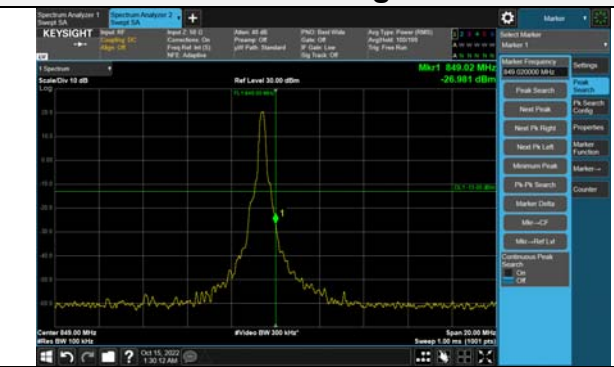 Spectrum Analyzer 1
Swept SA
Spectrum Analyzer 2
Swept SA
Marker
KEYSIGHT
Input: RF
Coupling: DC
Align: Off
Input Z: 50 Ω
Corrections: On
Freq Ref: Int (S)
NFE: Adaptive
Atten: 40 dB
Preamp: Off
µW Path: Standard
PNO: Best Wide
Gate: Off
IF Gain: Low
Sig Track: Off
Avg Type: Power (RMS)
Avg|Hold: 100/100
Trig: Free Run
Select Marker
Marker 1
1 Spectrum
Scale/Div 10 dB
Log
Ref Level 30.00 dBm
Mkr1 849.02 MHz
-26.981 dBm
Marker Frequency
849.020000 MHz
Settings
Peak Search
Peak
Search
Next Peak
Pk Search
Config
Next Pk Right
Properties
Next Pk Left
Marker
Function
Minimum Peak
Marker→
Pk-Pk Search
Counter
Marker Delta
Mkr→CF
Mkr→Ref Lvl
Continuous Peak
Search
On
Off
1
Center 849.00 MHz
#Res BW 100 kHz
#Video BW 300 kHz*
Span 20.00 MHz
Sweep 1.00 ms (1001 pts)
Oct 15, 2022
1:30:12 AM